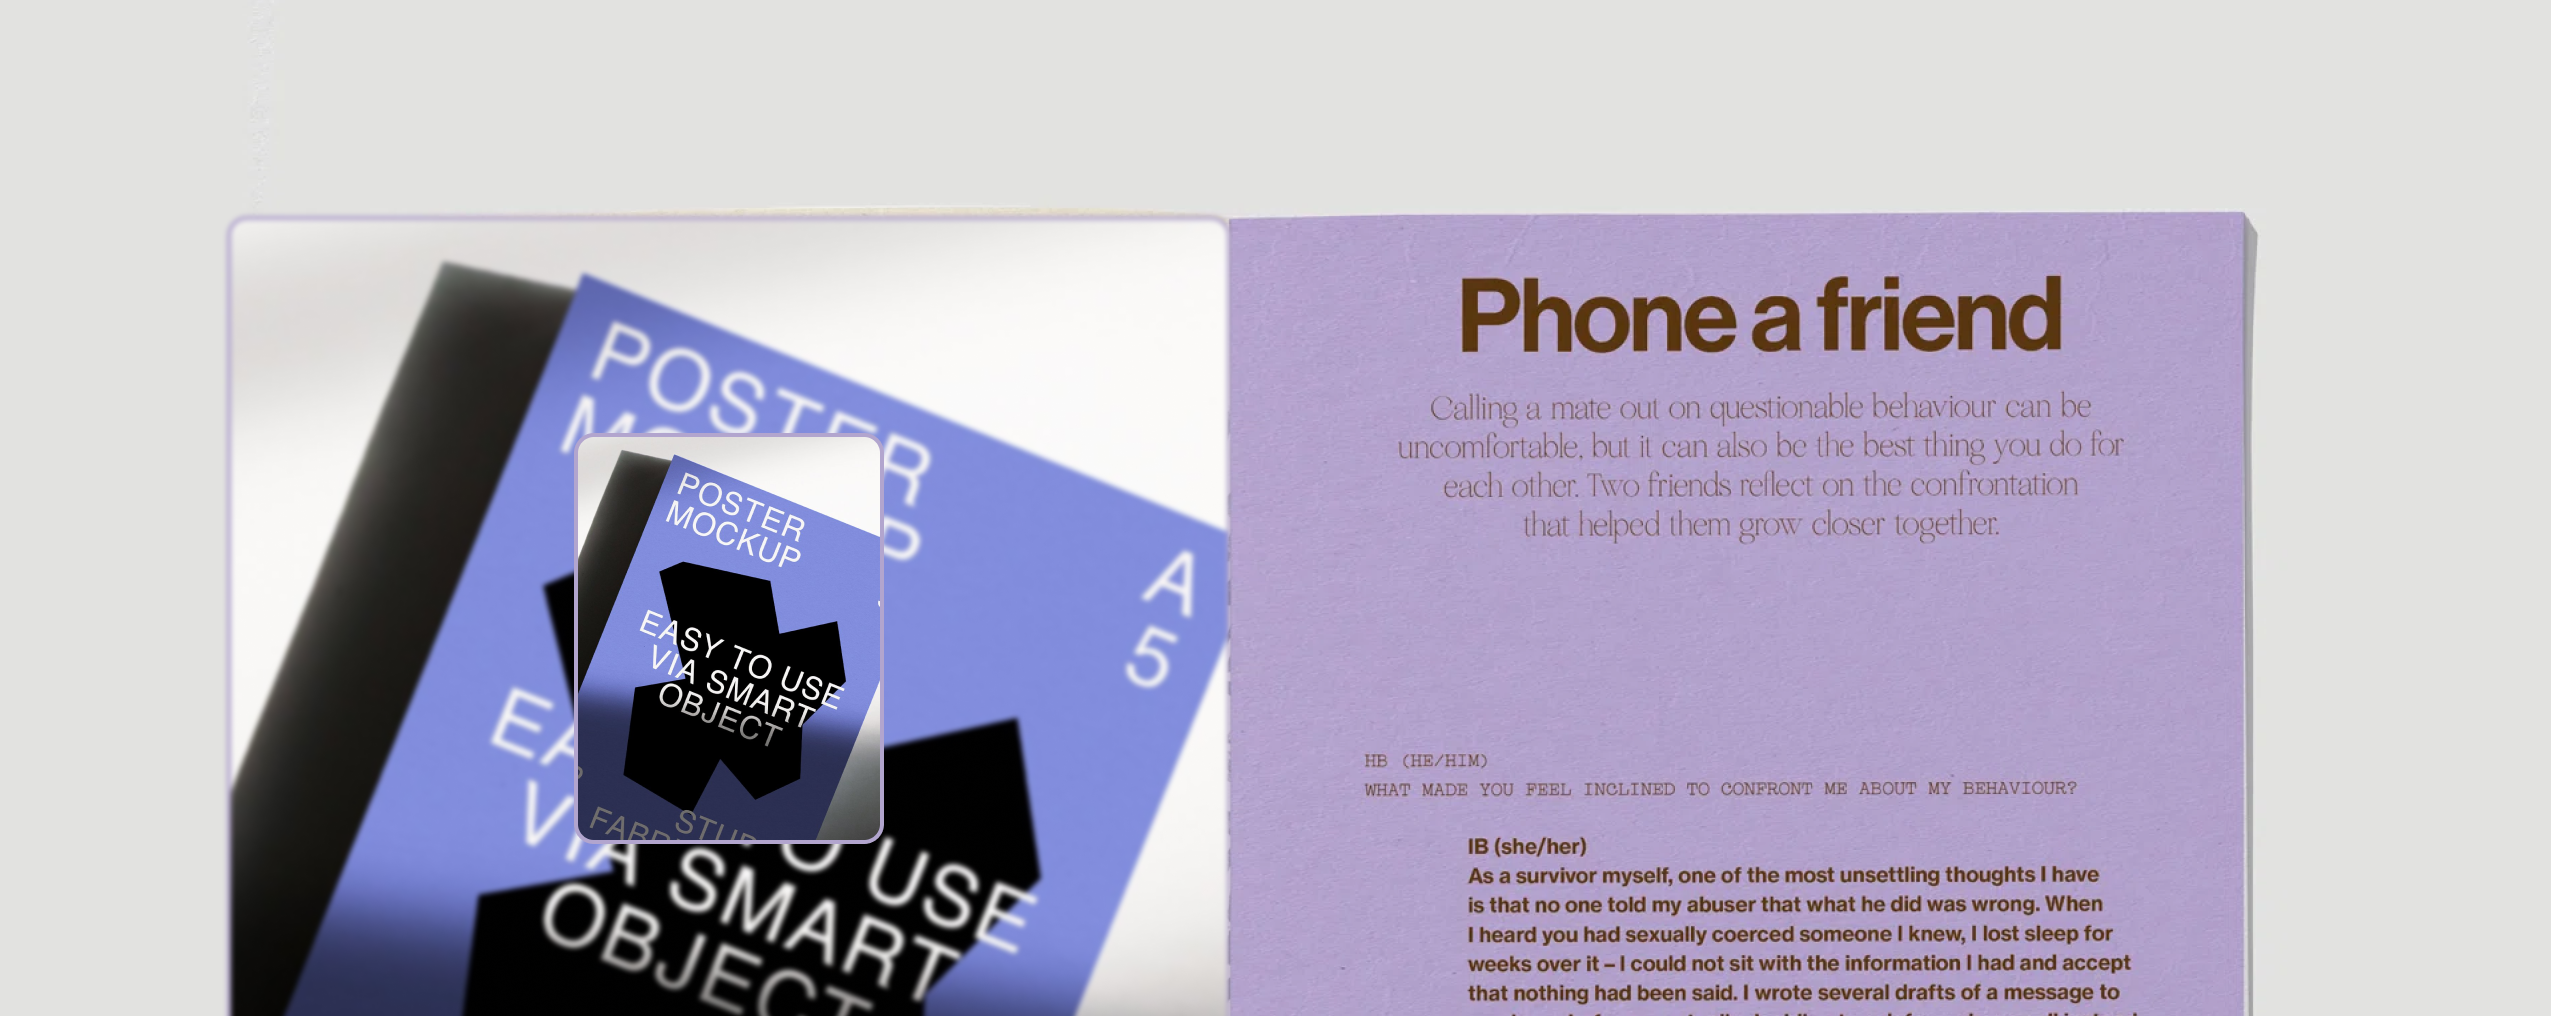 POSTER
MOCKUP
A
5
EASY TO USE
VIA SMART
OBJECT
POSTER
MOCKUP
EASY TO USE
VIA SMART
OBJECT
Phone a friend
Calling a mate out on questionable behaviour can be
uncomfortable, but it can also be the best thing you do for
each other. Two friends reflect on the confrontation
that helped them grow closer together.
HB (HE/HIM)
WHAT MADE YOU FEEL INCLINED TO CONFRONT ME ABOUT MY BEHAVIOUR?
IB (she/her)
As a survivor myself, one of the most unsettling thoughts I have
is that no one told my abuser that what he did was wrong. When
I heard you had sexually coerced someone I knew, I lost sleep for
weeks over it – I could not sit with the information I had and accept
that nothing had been said. I wrote several drafts of a message to